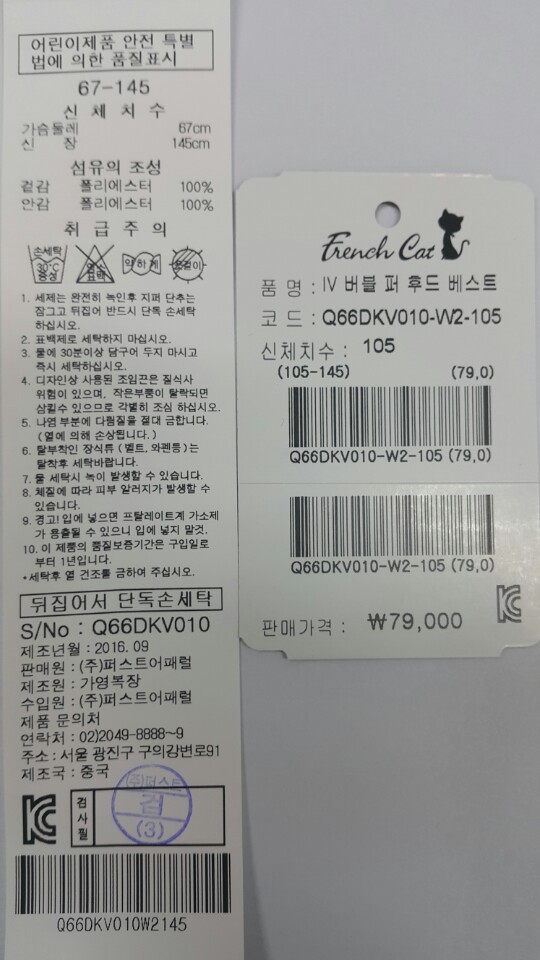 어린이제품 안전 특별
법에 의한 품질표시
67-145
신 체 치 수
가슴둘레 67cm
신 장 145cm
섬유의 조성
겉감 폴리에스터 100%
안감 폴리에스터 100%
취 급 주 의
손세탁
30°C
중성
염소
표백
약하게
옷걸이
1. 세제는 완전히 녹인후 지퍼 단추는
잠그고 뒤집어 반드시 단독 손세탁
하십시오.
2. 표백제로 세탁하지 마십시오.
3. 물에 30분이상 담구어 두지 마시고
즉시 세탁하십시오.
4. 디자인상 사용된 조임끈은 질식사
위험이 있으며, 작은부품이 탈락되면
삼킬수 있으므로 각별히 조심 하십시오.
5. 나염 부분에 다림질을 절대 금합니다.
(열에 의해 손상됩니다.)
6. 탈부착인 장식류 (벨트, 와펜등)는
탈착후 세탁바랍니다.
7. 물 세탁시 녹이 발생할 수 있습니다.
8. 체질에 따라 피부 알러지가 발생할 수
있습니다.
9. 경고! 입에 넣으면 프탈레이트계 가소제
가 용출될 수 있으니 입에 넣지 말것.
10. 이 제품의 품질보증기간은 구입일로
부터 1년입니다.
*세탁후 열 건조를 금하여 주십시오.
뒤집어서 단독손세탁
S/No : Q66DKV010
제조년월 : 2016. 09
판매원 : (주)퍼스트어패럴
제조원 : 가영복장
수입원 : (주)퍼스트어패럴
제품 문의처
연락처 : 02)2049-8888~9
주소 : 서울 광진구 구의강변로91
제조국 : 중국
검사필
(주)퍼스트
검
(3)
Q66DKV010W2145
French Cat
품 명 : IV 버블 퍼 후드 베스트
코 드 : Q66DKV010-W2-105
신체치수 : 105
(105-145) (79,0)
Q66DKV010-W2-105 (79,0)
Q66DKV010-W2-105 (79,0)
판매가격 : ₩79,000